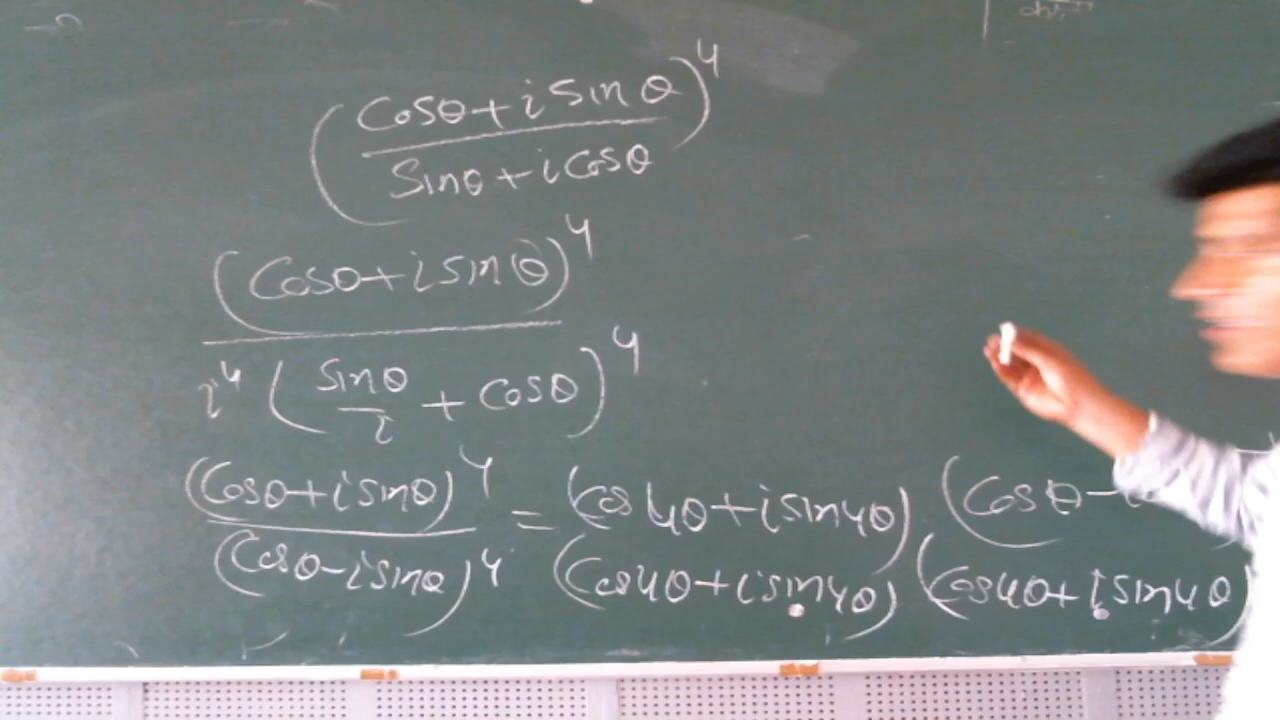 (cosθ + i sinθ / sinθ + i cosθ)⁴
(cosθ + i sinθ)⁴
i⁴ (sinθ/i + cosθ)⁴
(cosθ + i sinθ)⁴ = (cos4θ + i sin4θ) (cosθ -
(cosθ - i sinθ)⁴ (cos4θ + i sin4θ) (cos4θ + i sin4θ)